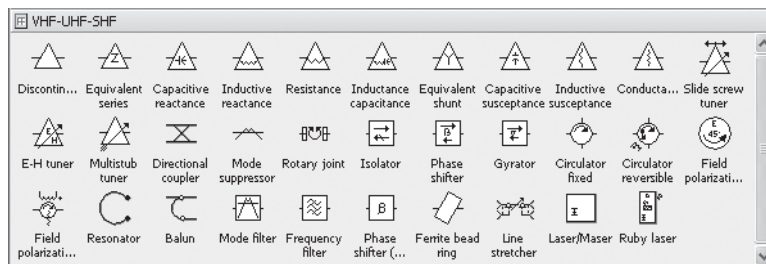 VHF-UHF-SHF
Discontin... Equivalent series Capacitive reactance Inductive reactance Resistance Inductance capacitance Equivalent shunt Capacitive susceptance Inductive susceptance Conducta... Slide screw tuner
E-H tuner Multistub tuner Directional coupler Mode suppressor Rotary joint Isolator Phase shifter Gyrator Circulator fixed Circulator reversible Field polarizati...
Field polarizati... Resonator Balun Mode filter Frequency filter Phase shifter (... Ferrite bead ring Line stretcher Laser/Maser Ruby laser